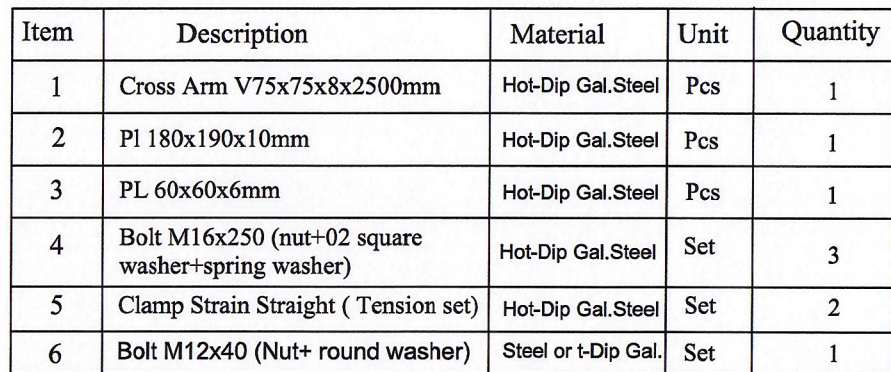 Item Description Material Unit Quantity
1 Cross Arm V75x75x8x2500mm Hot-Dip Gal.Steel Pcs 1
2 Pl 180x190x10mm Hot-Dip Gal.Steel Pcs 1
3 PL 60x60x6mm Hot-Dip Gal.Steel Pcs 1
4 Bolt M16x250 (nut+02 square
washer+spring washer) Hot-Dip Gal.Steel Set 3
5 Clamp Strain Straight ( Tension set) Hot-Dip Gal.Steel Set 2
6 Bolt M12x40 (Nut+ round washer) Steel or t-Dip Gal. Set 1